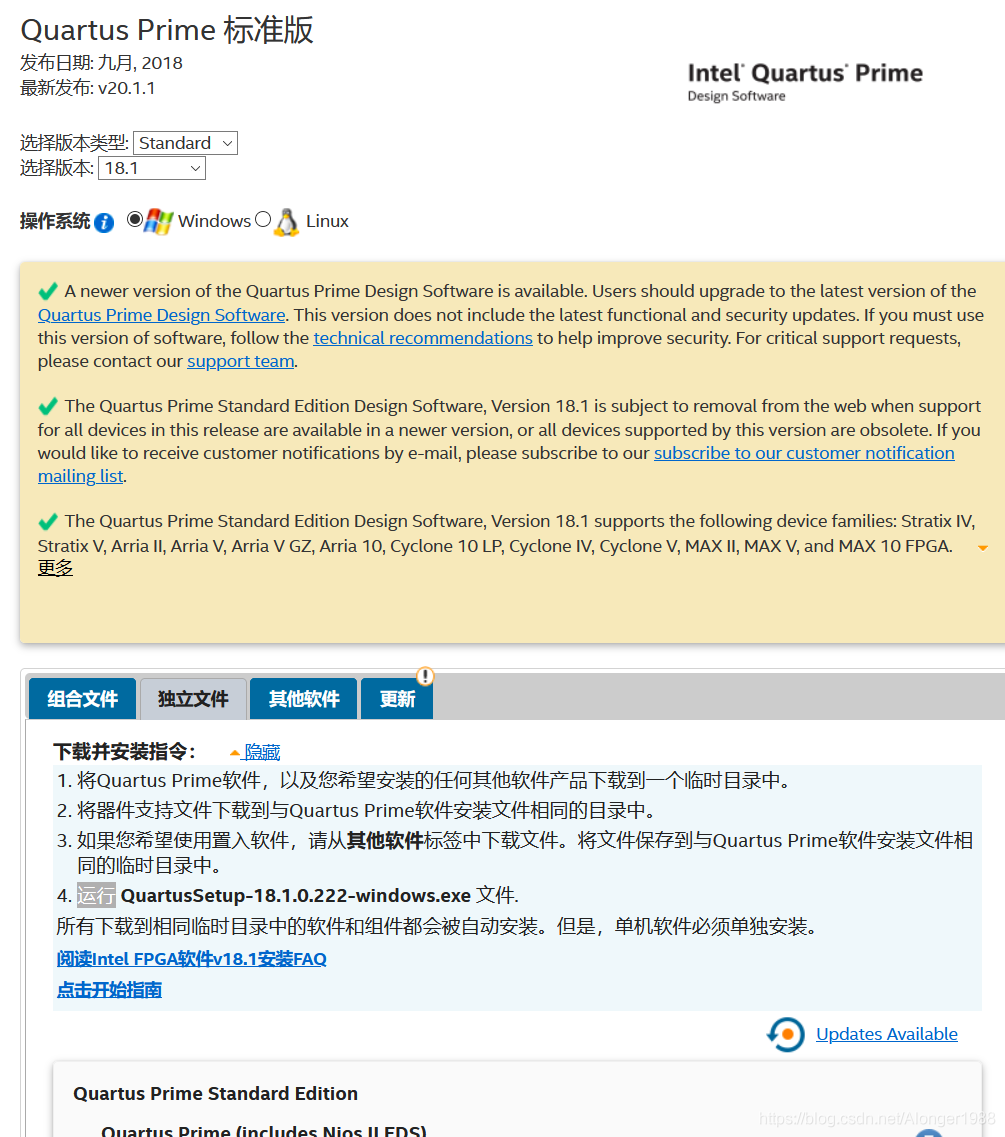 Quartus Prime 标准版
发布日期: 九月, 2018
最新发布: v20.1.1
Intel® Quartus® Prime
Design Software
选择版本类型: Standard
选择版本: 18.1
操作系统 i Windows Linux
A newer version of the Quartus Prime Design Software is available. Users should upgrade to the latest version of the
Quartus Prime Design Software. This version does not include the latest functional and security updates. If you must use
this version of software, follow the technical recommendations to help improve security. For critical support requests,
please contact our support team.
The Quartus Prime Standard Edition Design Software, Version 18.1 is subject to removal from the web when support
for all devices in this release are available in a newer version, or all devices supported by this version are obsolete. If you
would like to receive customer notifications by e-mail, please subscribe to our subscribe to our customer notification
mailing list.
The Quartus Prime Standard Edition Design Software, Version 18.1 supports the following device families: Stratix IV,
Stratix V, Arria II, Arria V, Arria V GZ, Arria 10, Cyclone 10 LP, Cyclone IV, Cyclone V, MAX II, MAX V, and MAX 10 FPGA.
更多
!
组合文件 独立文件 其他软件 更新
下载并安装指令： 隐藏
1. 将Quartus Prime软件，以及您希望安装的任何其他软件产品下载到一个临时目录中。
2. 将器件支持文件下载到与Quartus Prime软件安装文件相同的目录中。
3. 如果您希望使用置入软件，请从其他软件标签中下载文件。将文件保存到与Quartus Prime软件安装文件相
同的临时目录中。
4. 运行 QuartusSetup-18.1.0.222-windows.exe 文件.
所有下载到相同临时目录中的软件和组件都会被自动安装。但是，单机软件必须单独安装。
阅读Intel FPGA软件v18.1安装FAQ
点击开始指南
Updates Available
Quartus Prime Standard Edition
Quartus Prime (includes Nios II EDS)
https://blog.csdn.net/Alonger1988